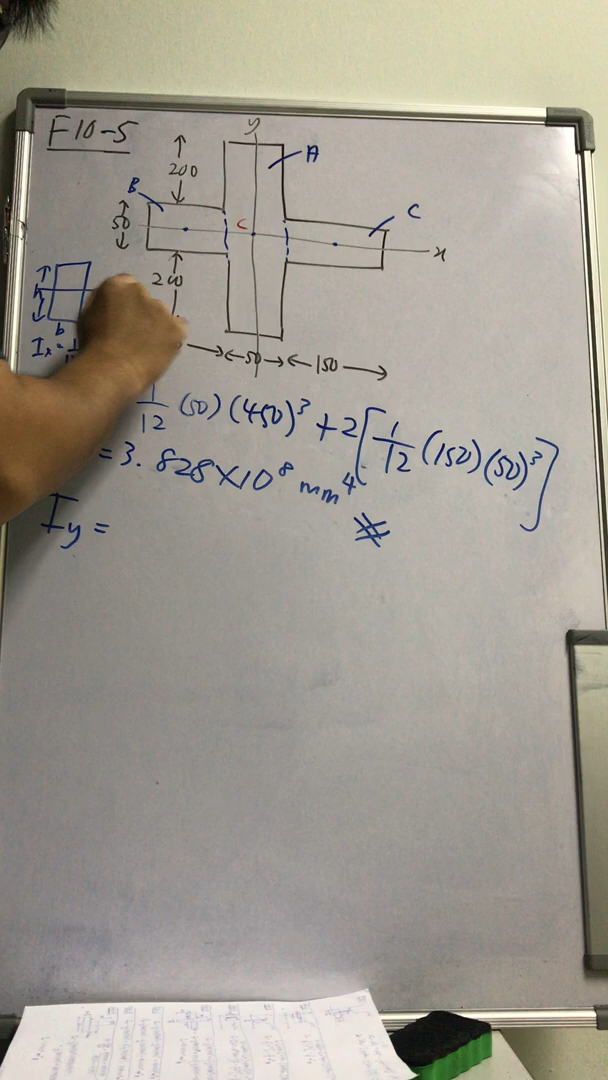 F10-5
y
A
200
B
C
50
C
x
200
h
b
50
150
Ix = 1/
1/12 (50)(450)³ + 2[1/12 (150)(50)³]
= 3.828×10⁸ mm⁴
Iy =